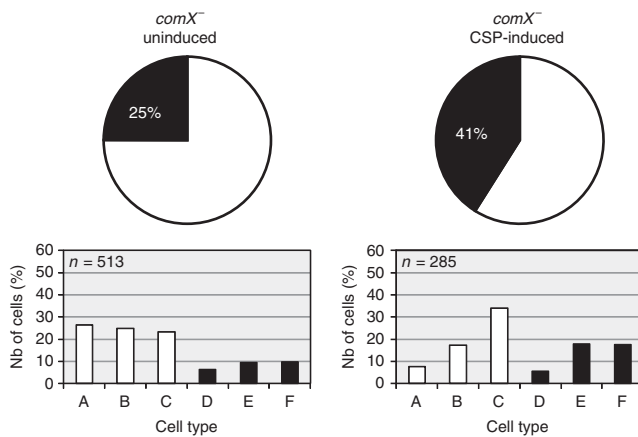 comX⁻
uninduced
25%
comX⁻
CSP-induced
41%
Nb of cells (%)
60
50
40
30
20
10
0
n = 513
A B C D E F
Cell type
Nb of cells (%)
60
50
40
30
20
10
0
n = 285
A B C D E F
Cell type